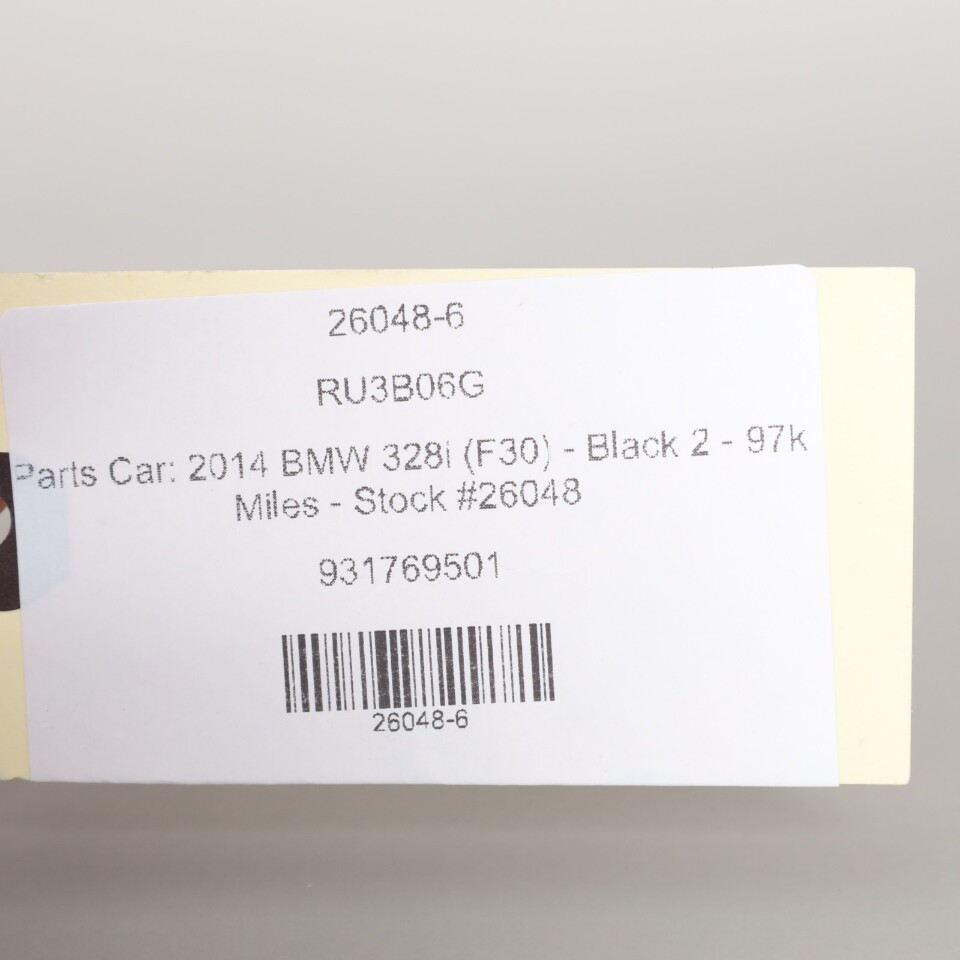 26048-6
RU3B06G
Parts Car: 2014 BMW 328i (F30) - Black 2 - 97k
Miles - Stock #26048
931769501
26048-6